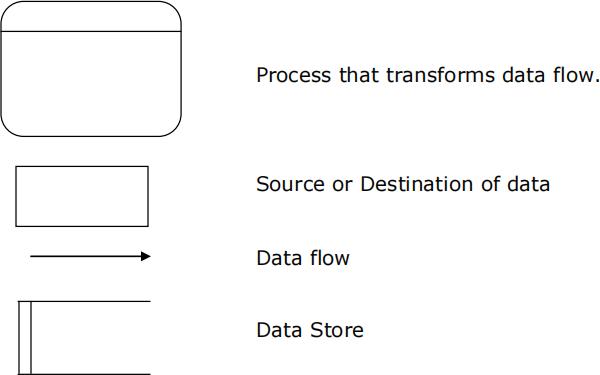 Process that transforms data flow.
Source or Destination of data
Data flow
Data Store